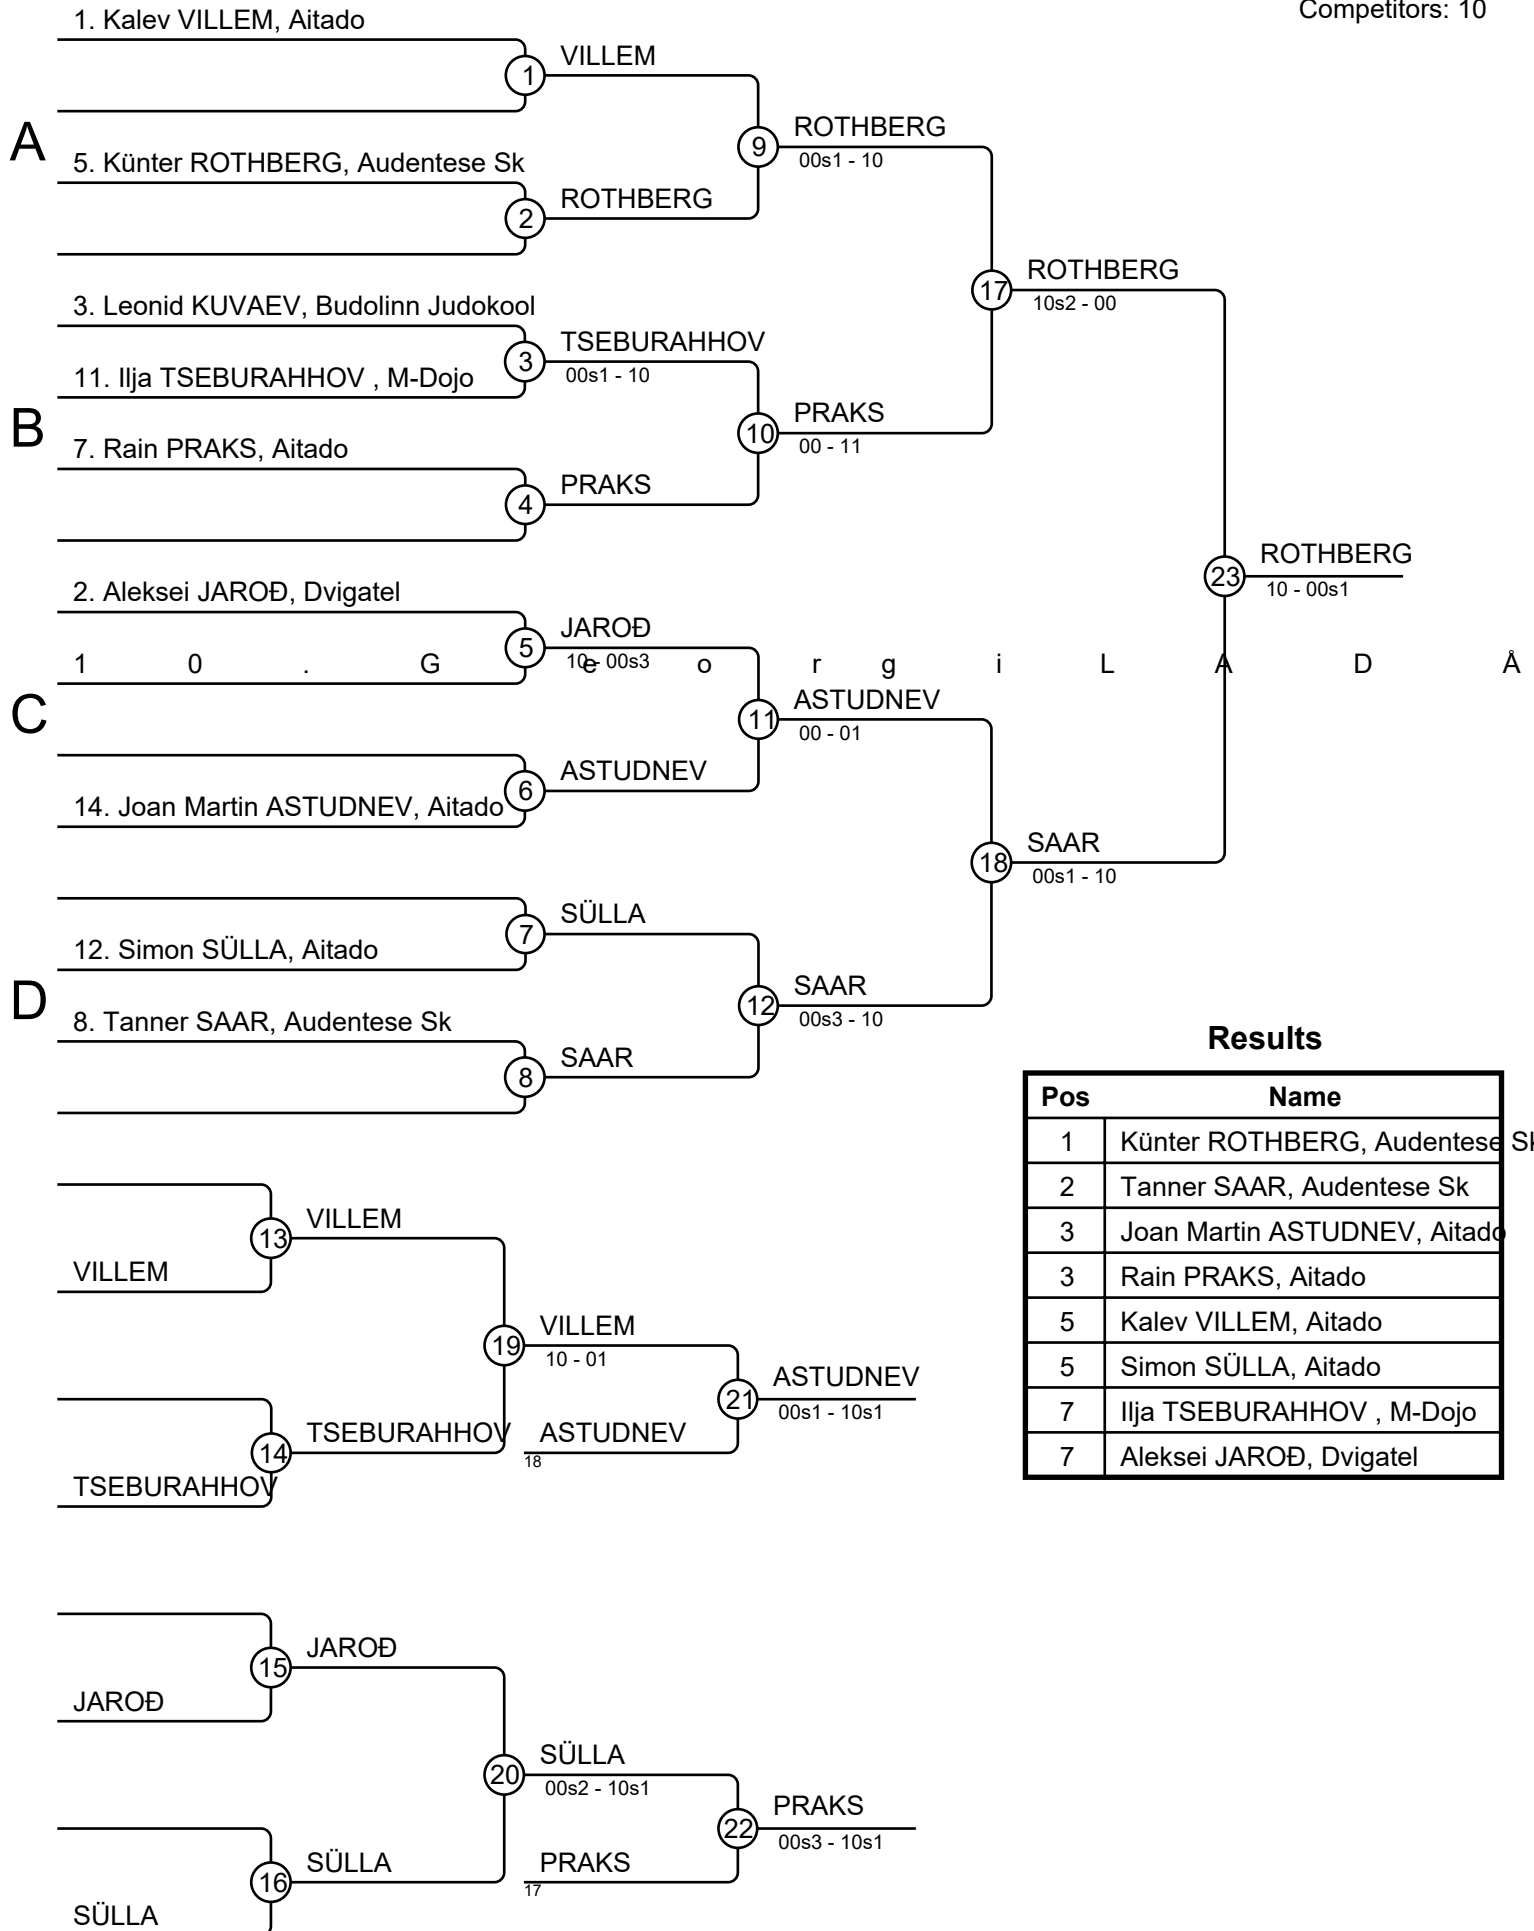 Competitors: 10
1. Kalev VILLEM, Aitado
1
VILLEM
A
9
ROTHBERG
00s1 - 10
5. Künter ROTHBERG, Audentese Sk
2
ROTHBERG
17
ROTHBERG
10s2 - 00
3. Leonid KUVAEV, Budolinn Judokool
3
TSEBURAHHOV
00s1 - 10
11. Ilja TSEBURAHHOV , M-Dojo
B
10
PRAKS
00 - 11
7. Rain PRAKS, Aitado
4
PRAKS
23
ROTHBERG
10 - 00s1
2. Aleksei JAROÐ, Dvigatel
5
JAROÐ
10 - 00s3
1 0 . G e o r g i L A D Å
C
11
ASTUDNEV
00 - 01
6
ASTUDNEV
14. Joan Martin ASTUDNEV, Aitado
18
SAAR
00s1 - 10
7
SÜLLA
12. Simon SÜLLA, Aitado
D
12
SAAR
00s3 - 10
8. Tanner SAAR, Audentese Sk
8
SAAR
Results
Pos Name
1 Künter ROTHBERG, Audentese Sk
2 Tanner SAAR, Audentese Sk
3 Joan Martin ASTUDNEV, Aitado
3 Rain PRAKS, Aitado
5 Kalev VILLEM, Aitado
5 Simon SÜLLA, Aitado
7 Ilja TSEBURAHHOV , M-Dojo
7 Aleksei JAROÐ, Dvigatel
13
VILLEM
VILLEM
19
VILLEM
10 - 01
21
ASTUDNEV
00s1 - 10s1
14
TSEBURAHHOV
ASTUDNEV
18
TSEBURAHHOV
15
JAROÐ
JAROÐ
20
SÜLLA
00s2 - 10s1
22
PRAKS
00s3 - 10s1
16
SÜLLA
PRAKS
17
SÜLLA